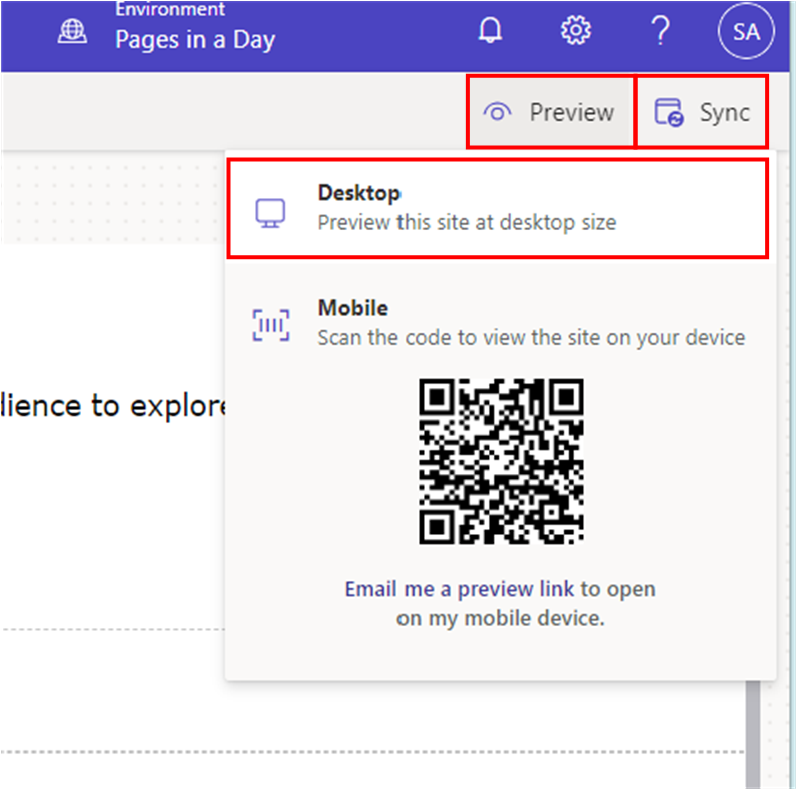 Environment
Pages in a Day
SA
Preview
Sync
Desktop
Preview this site at desktop size
Mobile
Scan the code to view the site on your device
dience to explore
Email me a preview link to open
on my mobile device.